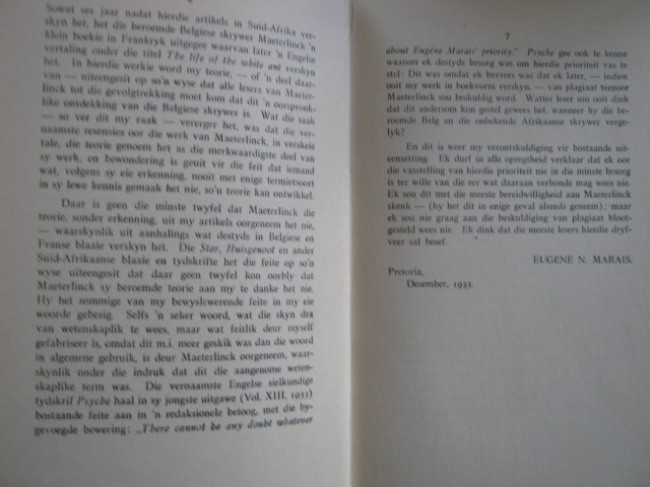 Sowat ses jaar nadat hierdie artikels in Suid-Afrika ver-
skyn het, het die beroemde Belgiese skrywer Maeterlinck 'n
klein boekie in Frankryk uitgegee waarvan later 'n Engelse
vertaling onder die titel The life of the white ant verskyn
het. In hierdie werkie word my teorie, — of 'n deel daar-
van — uiteengesit op so'n wyse dat alle lesers van Maeter-
linck tot die gevolgtrekking moet kom dat dit 'n oorspronk-
like ontdekking van die Belgiese skrywer is. Wat die saak
— so ver dit my raak — vererger het, was dat die ver-
naamste resensies oor die werk van Maeterlinck, in verskeie
tale, die teorie genoem het as die merkwaardigste deel van
sy werk, en bewondering is geuit vir die feit dat iemand
wat, volgens sy eie erkenning, nooit met enige termietsoort
in sy lewe kennis gemaak het nie, so'n teorie kan ontwikkel.
Daar is geen die minste twyfel dat Maeterlinck die
teorie, sonder erkenning, uit my artikels oorgeneem het nie,
— waarskynlik uit aanhalings wat destyds in Belgiese en
Franse blaaie verskyn het. Die Star, Huisgenoot en ander
Suid-Afrikaanse blaaie en tydskrifte het die feite op so'n
wyse uiteengesit dat daar geen twyfel kon oorbly dat
Maeterlinck sy beroemde teorie aan my te danke het nie.
Hy het sommige van my bewyslewerende feite in my eie
woorde gebesig. Selfs 'n seker word, wat die skyn dra
van wetenskaplik te wees, maar wat feitlik deur myself
gefabriseer is, omdat dit m.i. meer geskik was dan die woord
in algemene gebruik, is deur Maeterlinck oorgeneem, waar-
skynlik onder die indruk dat dit die aangenome weten-
skaplike term was. Die vernaamste Engelse sielkundige
tydskrif Psyche haal in sy jongste uitgawe (Vol. XIII, 1933)
bostaande feite aan in 'n redaksionele betoog, met die by-
gevoegde bewering: „There cannot be any doubt whatever
7
about Eugène Marais' priority." Psyche gee ook te kenne
waarom ek destyds besorg was om hierdie prioriteit vas te
stel: Dit was omdat ek bevrees was dat ek later, — indien
ooit my werk in boekvorm verskyn, — van plagiaat teenoor
Maeterlinck sou beskuldig word. Watter leser sou ooit dink
dat dit andersom kon gestel gewees het, wanneer hy die be-
roemde Belg en die onbekende Afrikaanse skrywer verge-
lyk?
En dit is weer my verontskuldiging vir bostaande uit-
eensetting. Ek durf in alle opregtheid verklaar dat ek oor
die vasstelling van hierdie prioriteit nie in die minste besorg
is ter wille van die eer wat daaraan verbonde mag wees nie.
Ek sou dit met die meeste bereidwilligheid aan Maeterlinck
skenk — (hy het dit in enige geval alreeds geneem); maar
ek sou nie graag aan die beskuldiging van plagiaat bloot-
gesteld wees nie. Ek dink dat die meeste lesers hierdie dryf-
veer sal besef.
EUGÈNE N. MARAIS.
Pretoria,
Desember, 1933.